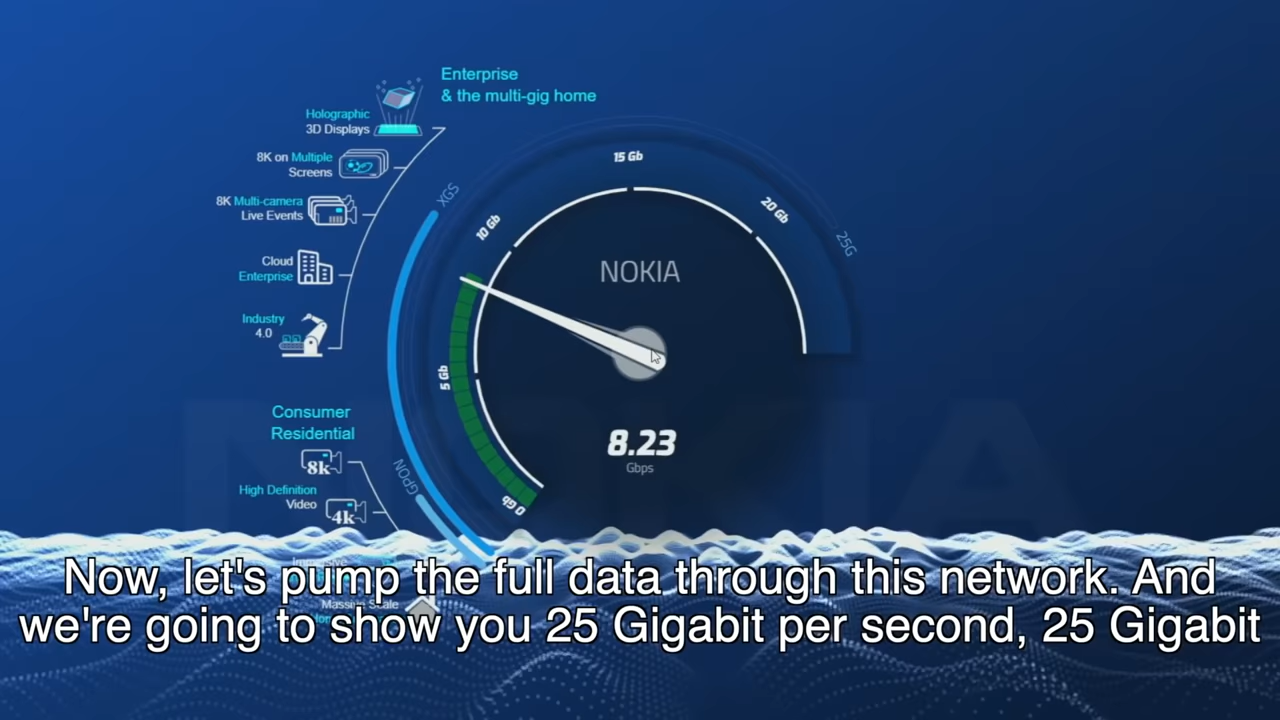 Enterprise
& the multi-gig home
Holographic
3D Displays
8K on Multiple
Screens
8K Multi-camera
Live Events
Cloud
Enterprise
Industry
4.0
Consumer
Residential
8k
High Definition
Video
4k
XGS
GPON
25G
0 Gb
5 Gb
10 Gb
15 Gb
20 Gb
NOKIA
8.23
Gbps
NOKIA
Massive Scale
Now, let's pump the full data through this network. And
we're going to show you 25 Gigabit per second, 25 Gigabit